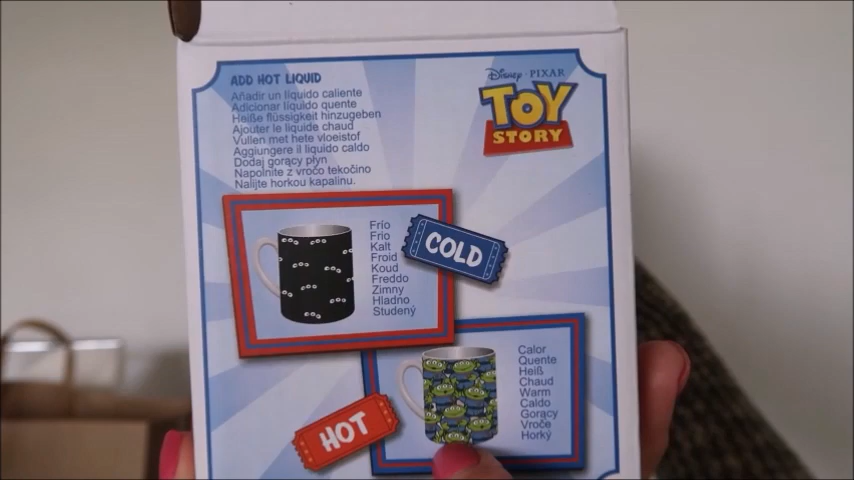 ADD HOT LIQUID
Añadir un líquido caliente
Adicionar líquido quente
Heiße flüssigkeit hinzugeben
Ajouter le liquide chaud
Vullen met hete vloeistof
Aggiungere il liquido caldo
Dodaj gorący płyn
Napolnite z vročo tekočino
Nalijte horkou kapalinu.
Disney · PIXAR
TOY
STORY
Frío
Frio
Kalt
Froid
Koud
Freddo
Zimny
Hladno
Studený
COLD
Calor
Quente
Heiß
Chaud
Warm
Caldo
Gorący
Vroče
Horký
HOT